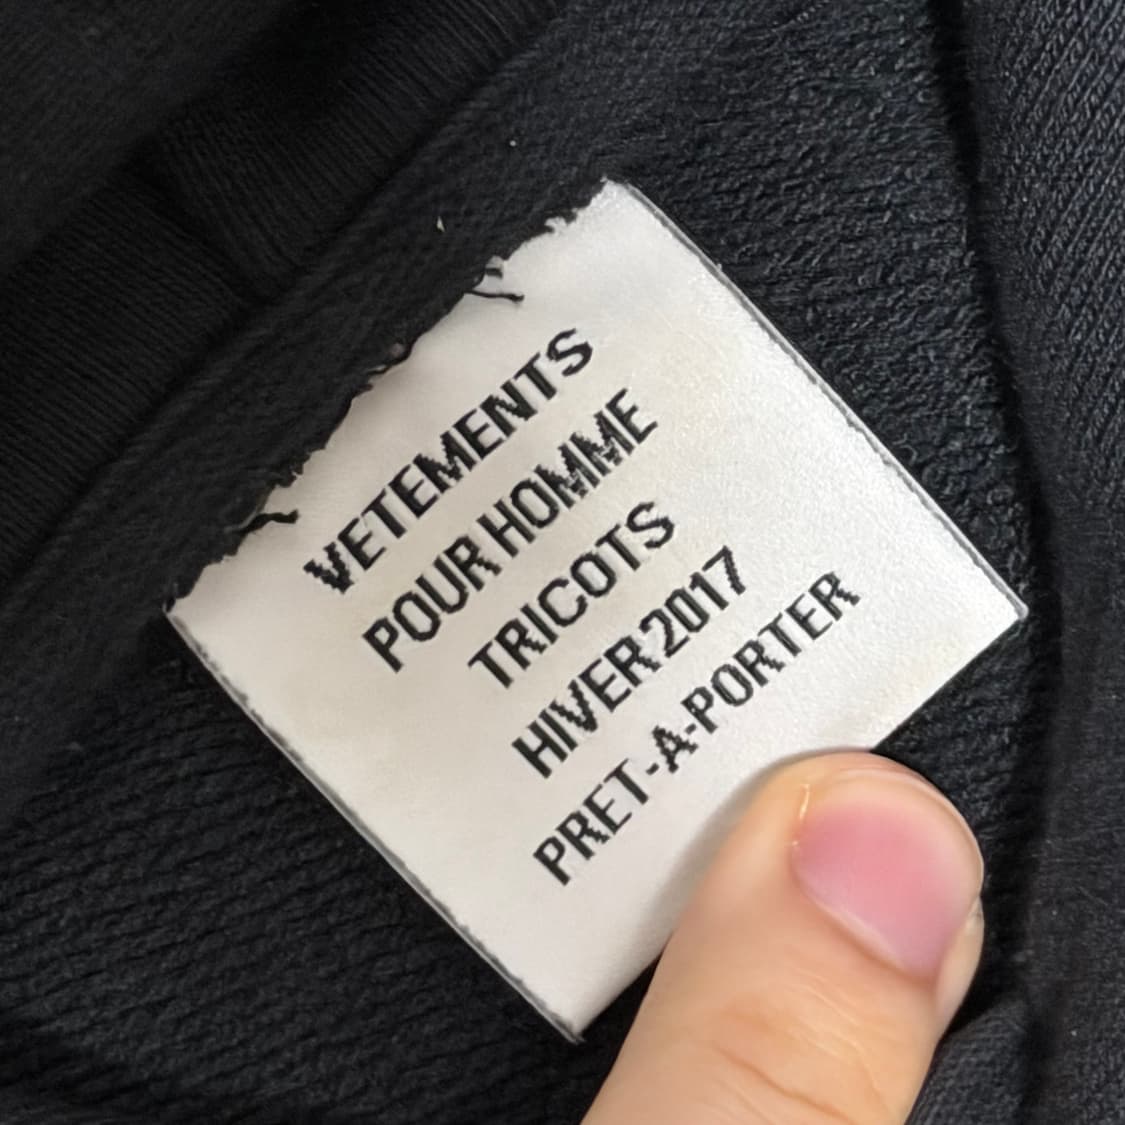 VETEMENTS
POUR HOMME
TRICOTS
HIVER 2017
PRET-A-PORTER